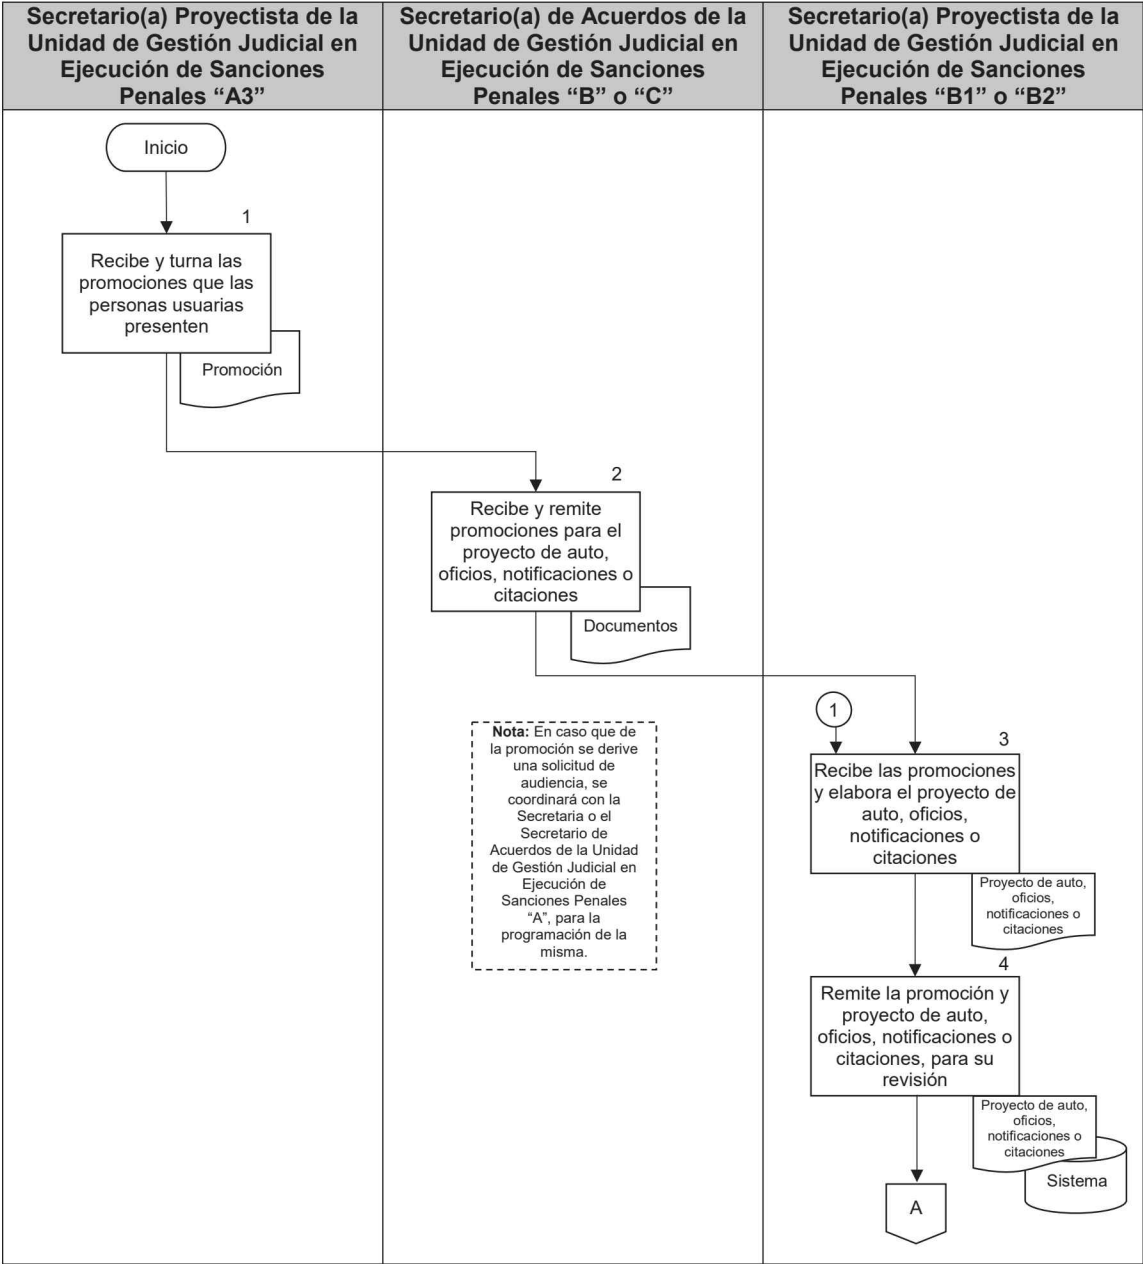 Secretario(a) Proyectista de la
Unidad de Gestión Judicial en
Ejecución de Sanciones
Penales “A3”
Secretario(a) de Acuerdos de la
Unidad de Gestión Judicial en
Ejecución de Sanciones
Penales “B” o “C”
Secretario(a) Proyectista de la
Unidad de Gestión Judicial en
Ejecución de Sanciones
Penales “B1” o “B2”
Inicio
1
Recibe y turna las
promociones que las
personas usuarias
presenten
Promoción
2
Recibe y remite
promociones para el
proyecto de auto,
oficios, notificaciones o
citaciones
Documentos
Nota: En caso que de
la promoción se derive
una solicitud de
audiencia, se
coordinará con la
Secretaria o el
Secretario de
Acuerdos de la Unidad
de Gestión Judicial en
Ejecución de
Sanciones Penales
“A”, para la
programación de la
misma.
1
3
Recibe las promociones
y elabora el proyecto de
auto, oficios,
notificaciones o
citaciones
Proyecto de auto,
oficios,
notificaciones o
citaciones
4
Remite la promoción y
proyecto de auto,
oficios, notificaciones o
citaciones, para su
revisión
Proyecto de auto,
oficios,
notificaciones o
citaciones
Sistema
A